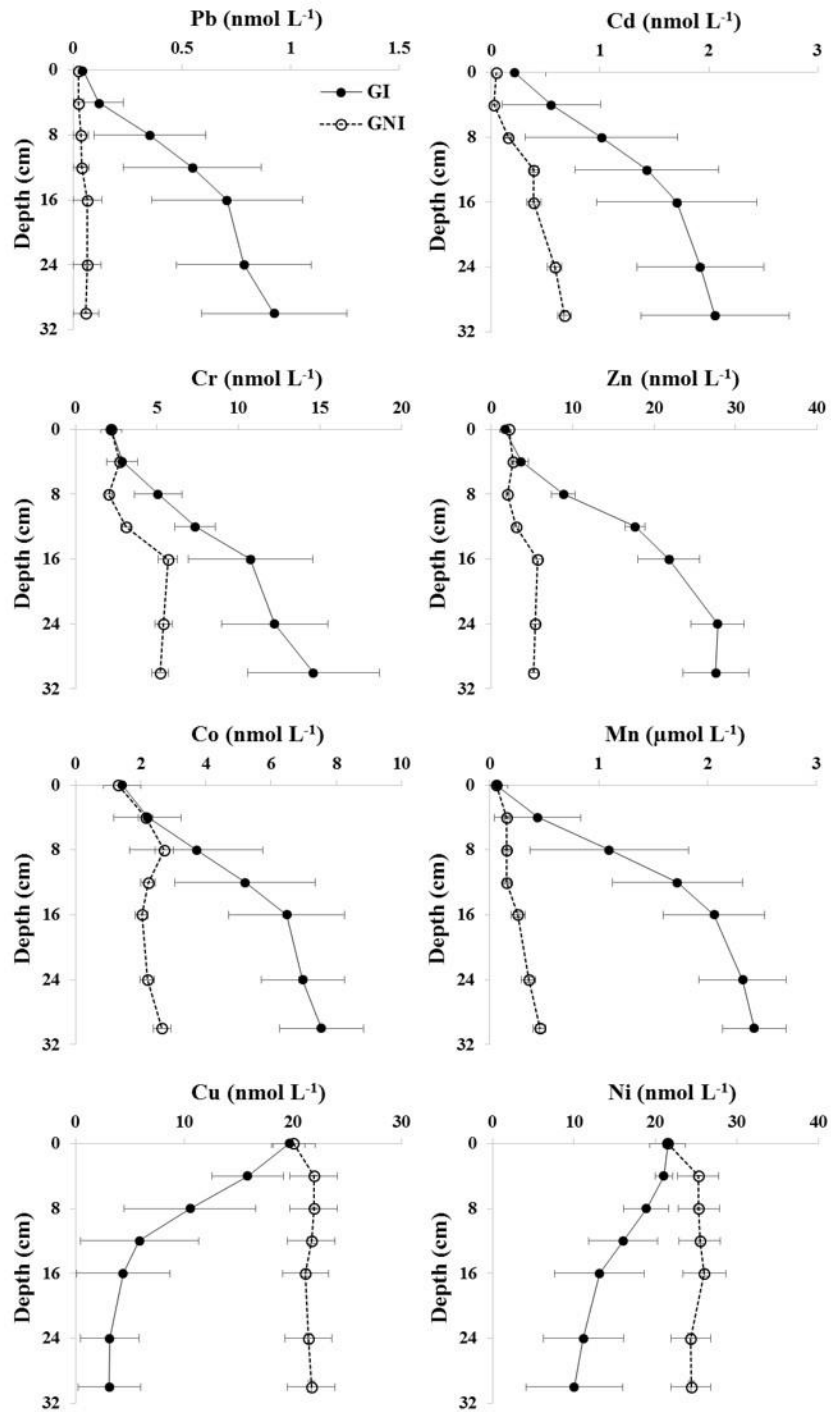 Pb (nmol L⁻¹)
0 0.5 1 1.5
0
8
16
24
32
Depth (cm)
GI
GNI
Cd (nmol L⁻¹)
0 1 2 3
0
8
16
24
32
Depth (cm)
Cr (nmol L⁻¹)
0 5 10 15 20
0
8
16
24
32
Depth (cm)
Zn (nmol L⁻¹)
0 10 20 30 40
0
8
16
24
32
Depth (cm)
Co (nmol L⁻¹)
0 2 4 6 8 10
0
8
16
24
32
Depth (cm)
Mn (µmol L⁻¹)
0 1 2 3
0
8
16
24
32
Depth (cm)
Cu (nmol L⁻¹)
0 10 20 30
0
8
16
24
32
Depth (cm)
Ni (nmol L⁻¹)
0 10 20 30 40
0
8
16
24
32
Depth (cm)